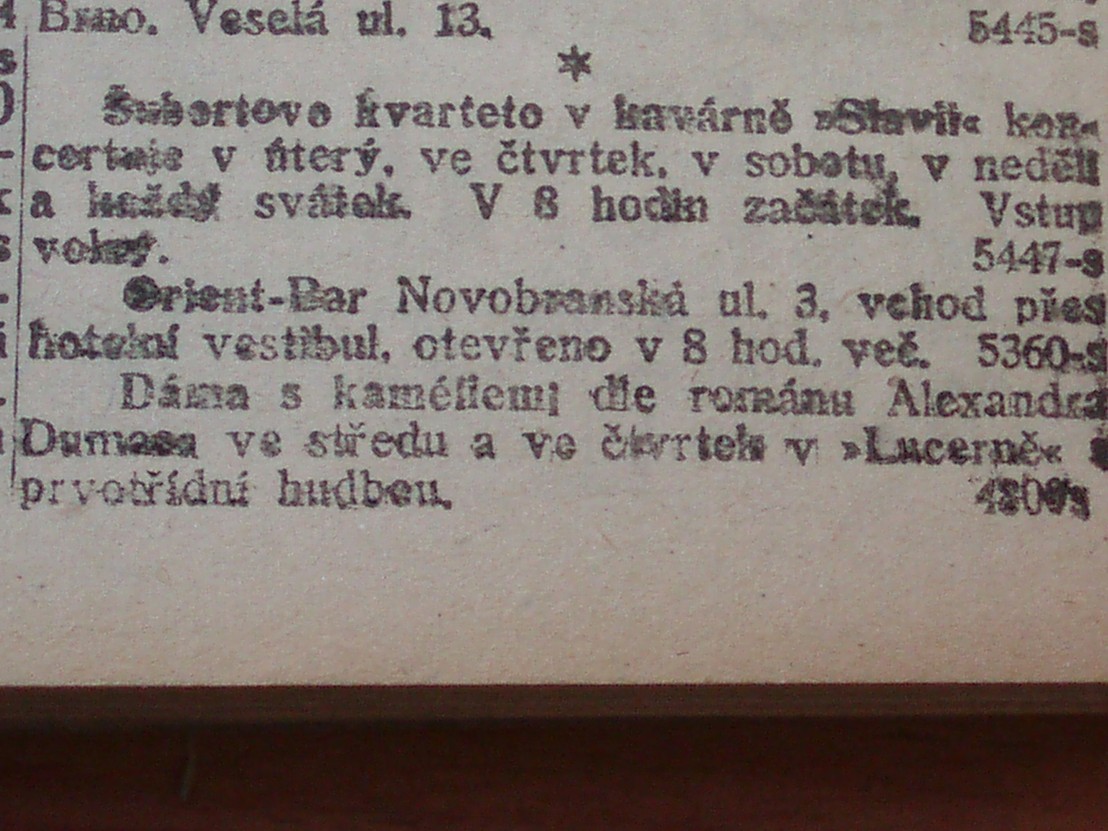 Brno. Veselá ul. 13. 5445-s
*
Šubertovo kvarteto v kavárně »Slavii« kon-
certuje v úterý, ve čtvrtek, v sobotu, v neděli
a každý svátek. V 8 hodin začátek. Vstup
volný. 5447-s
Orient-Bar Novobranská ul. 3, vchod přes
hotelní vestibul, otevřeno v 8 hod. več. 5360-s
Dáma s kaméliemi dle románu Alexandra
Dumasa ve středu a ve čtvrtek v »Lucerně« s
prvotřídní hudbou.